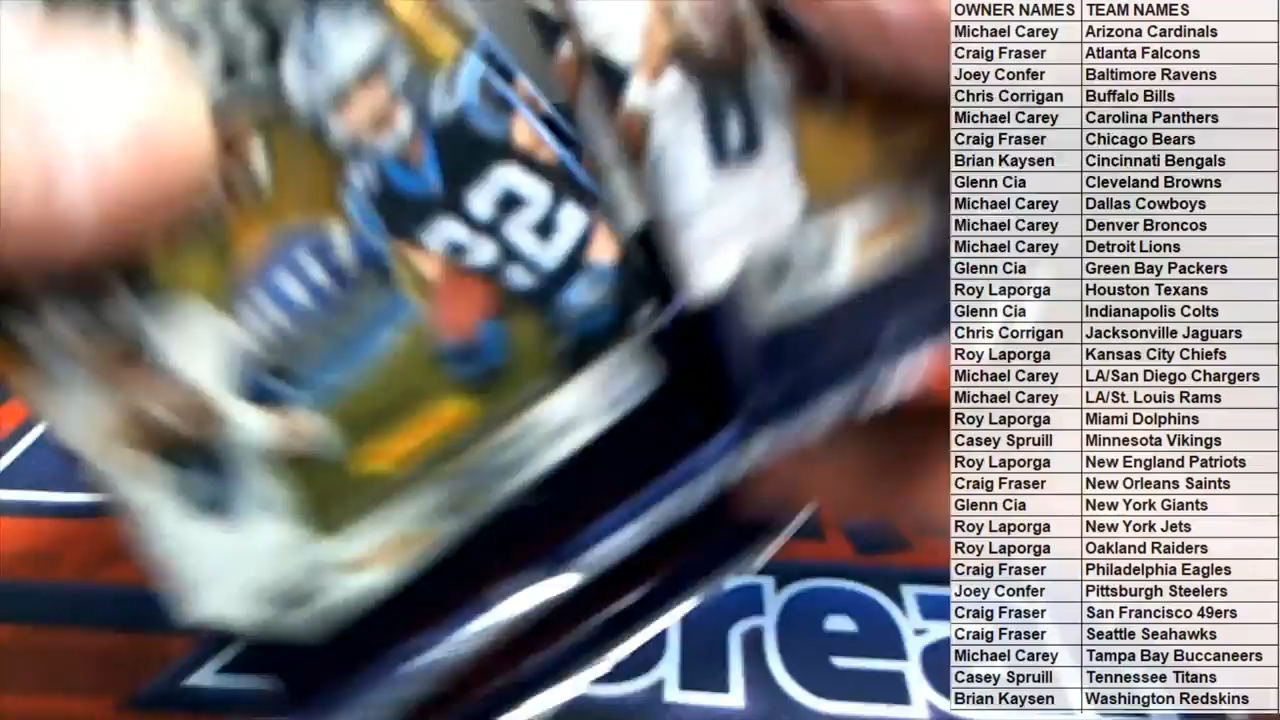 OWNER NAMES TEAM NAMES
Michael Carey Arizona Cardinals
Craig Fraser Atlanta Falcons
Joey Confer Baltimore Ravens
Chris Corrigan Buffalo Bills
Michael Carey Carolina Panthers
Craig Fraser Chicago Bears
Brian Kaysen Cincinnati Bengals
Glenn Cia Cleveland Browns
Michael Carey Dallas Cowboys
Michael Carey Denver Broncos
Michael Carey Detroit Lions
Glenn Cia Green Bay Packers
Roy Laporga Houston Texans
Glenn Cia Indianapolis Colts
Chris Corrigan Jacksonville Jaguars
Roy Laporga Kansas City Chiefs
Michael Carey LA/San Diego Chargers
Michael Carey LA/St. Louis Rams
Roy Laporga Miami Dolphins
Casey Spruill Minnesota Vikings
Roy Laporga New England Patriots
Craig Fraser New Orleans Saints
Glenn Cia New York Giants
Roy Laporga New York Jets
Roy Laporga Oakland Raiders
Craig Fraser Philadelphia Eagles
Joey Confer Pittsburgh Steelers
Craig Fraser San Francisco 49ers
Craig Fraser Seattle Seahawks
Michael Carey Tampa Bay Buccaneers
Casey Spruill Tennessee Titans
Brian Kaysen Washington Redskins
22